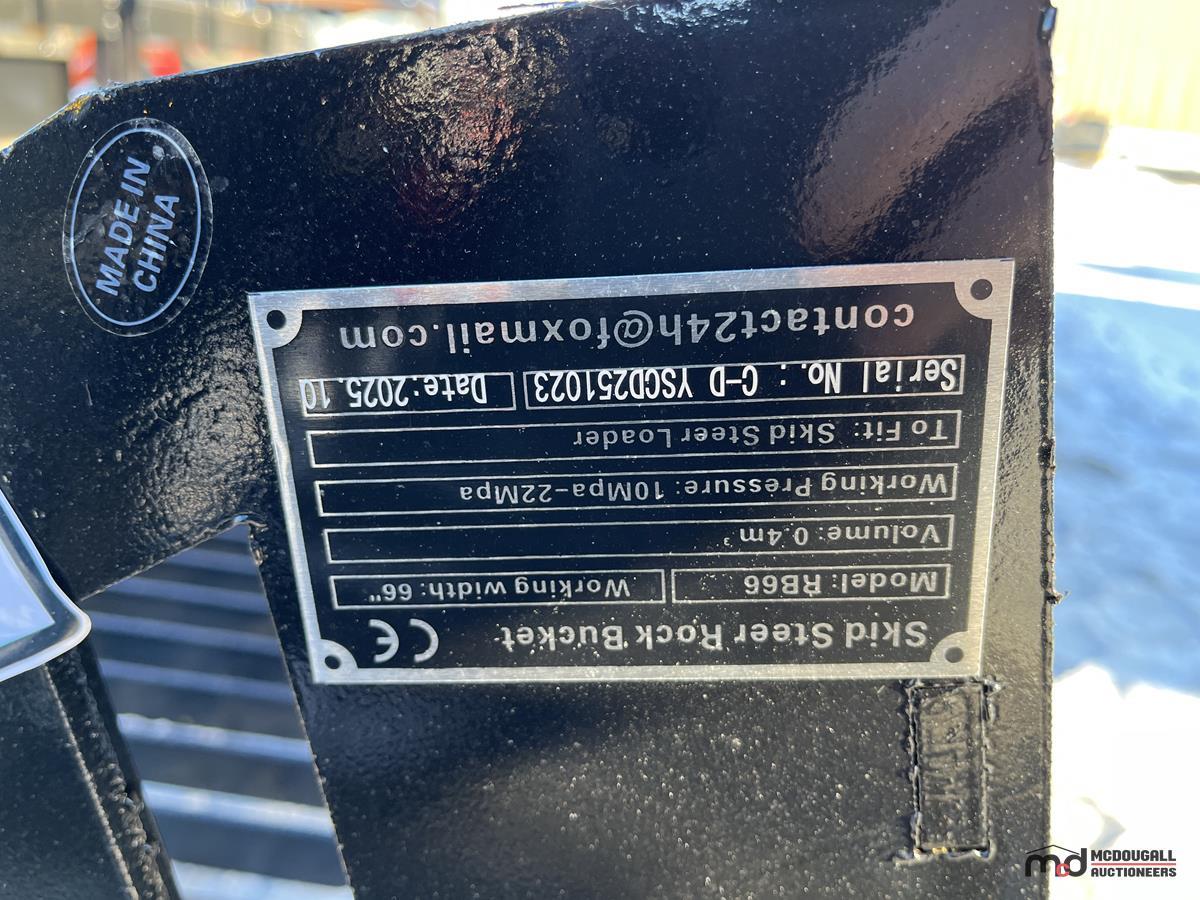 MADE IN
CHINA
Skid Steer Rock Bucket CE
Model: RB66 Working width: 66"
Volume: 0.4m³
Working Pressure: 10Mpa-22Mpa
To Fit: Skid Steer Loader
Serial No.: C-D YSCD251023 Date:2025.10
contact24h@foxmail.com
mcd MCDOUGALL
AUCTIONEERS